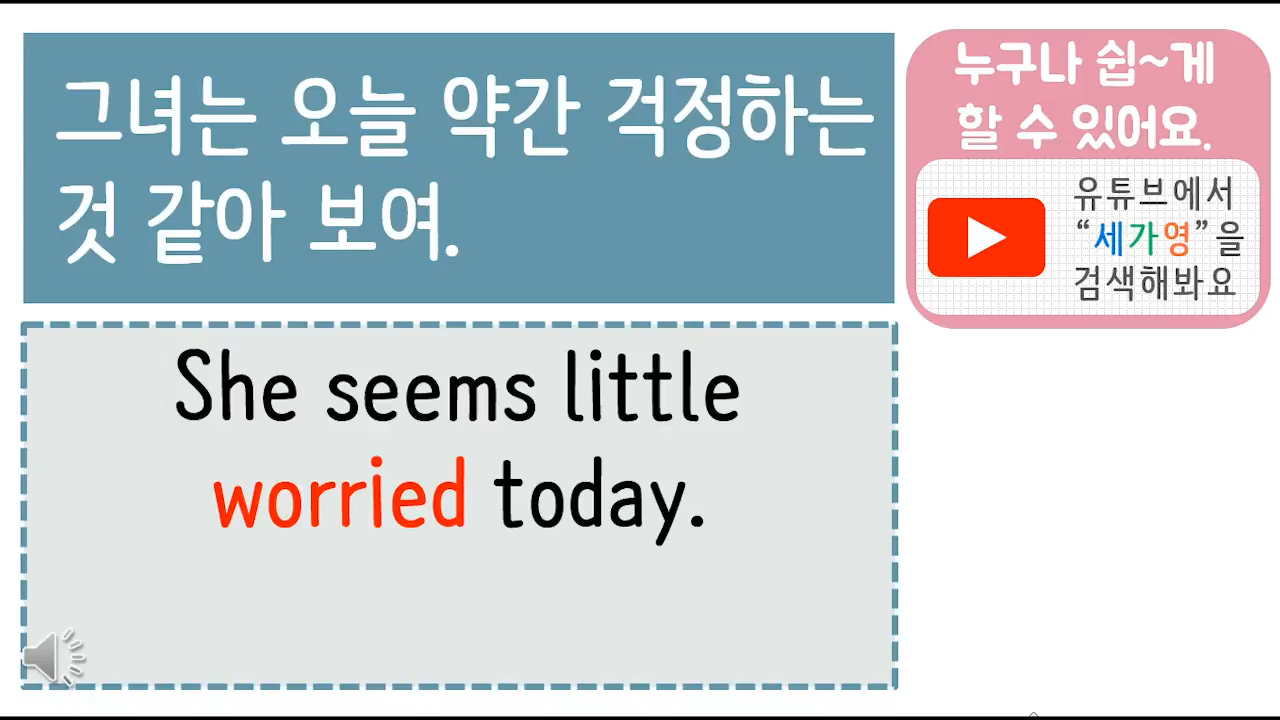 그녀는 오늘 약간 걱정하는
것 같아 보여.
She seems little
worried today.
누구나 쉽~게
할 수 있어요.
유튜브에서
“세가영”을
검색해봐요